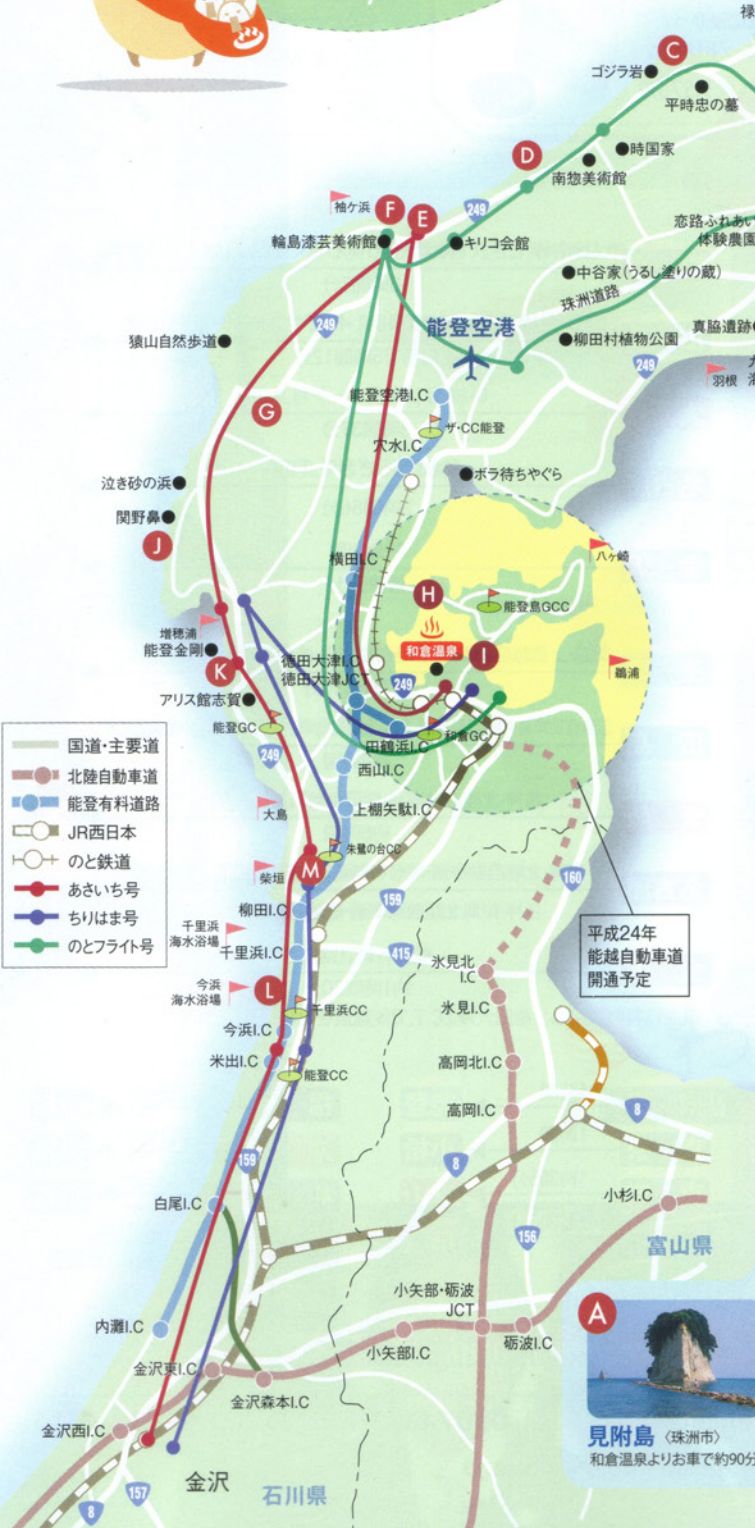 禄
C
ゴジラ岩
平時忠の墓
D
時国家
南惣美術館
袖ケ浜
F
E
249
輪島漆芸美術館
キリコ会館
恋路ふれあい
体験農園
中谷家(うるし塗りの蔵)
珠洲道路
249
能登空港
猿山自然歩道
柳田村植物公園
真脇遺跡
249
羽根
能登空港I.C
G
ザ・CC能登
穴水I.C
泣き砂の浜
ボラ待ちやぐら
関野鼻
J
横田I.C
八ヶ崎
H
能登島GCC
増穂浦
能登金剛
和倉温泉
I
徳田大津I.C
徳田大津JCT
249
鵜浦
K
アリス館志賀
能登GC
和倉GC
田鶴浜I.C
249
西山I.C
国道・主要道
北陸自動車道
能登有料道路
JR西日本
のと鉄道
あさいち号
ちりはま号
のとフライト号
大島
上棚矢駄I.C
朱鷺の台CC
柴垣
M
159
160
柳田I.C
千里浜
海水浴場
千里浜I.C
415
平成24年
能越自動車道
開通予定
氷見北
I.C
今浜
海水浴場
L
千里浜CC
氷見I.C
今浜I.C
米出I.C
能登CC
高岡北I.C
高岡I.C
8
159
8
白尾I.C
小杉I.C
156
富山県
小矢部・砺波
JCT
内灘I.C
小矢部I.C
砺波I.C
A
金沢東I.C
金沢森本I.C
金沢西I.C
見附島〈珠洲市〉
和倉温泉よりお車で約90分
金沢
石川県
157
8